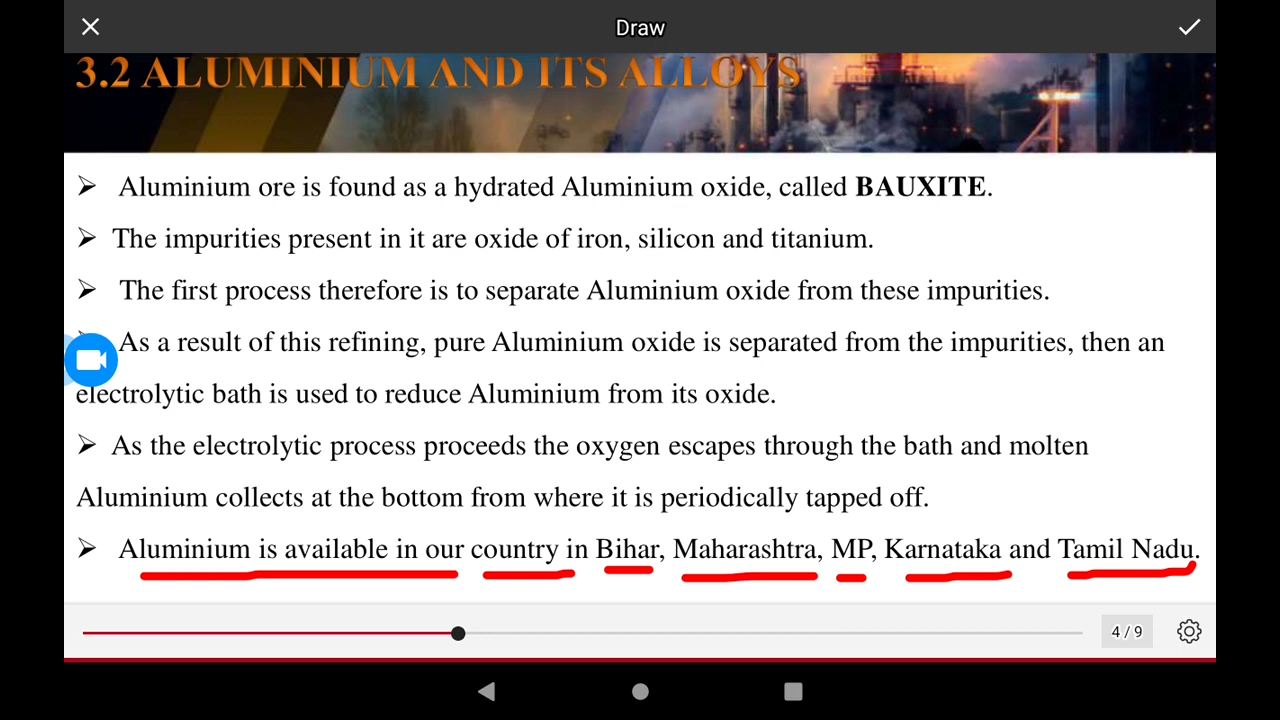 Draw
3.2 ALUMINIUM AND ITS ALLOYS
➢ Aluminium ore is found as a hydrated Aluminium oxide, called BAUXITE.
➢ The impurities present in it are oxide of iron, silicon and titanium.
➢ The first process therefore is to separate Aluminium oxide from these impurities.
As a result of this refining, pure Aluminium oxide is separated from the impurities, then an
electrolytic bath is used to reduce Aluminium from its oxide.
➢ As the electrolytic process proceeds the oxygen escapes through the bath and molten
Aluminium collects at the bottom from where it is periodically tapped off.
➢ Aluminium is available in our country in Bihar, Maharashtra, MP, Karnataka and Tamil Nadu.
4 / 9